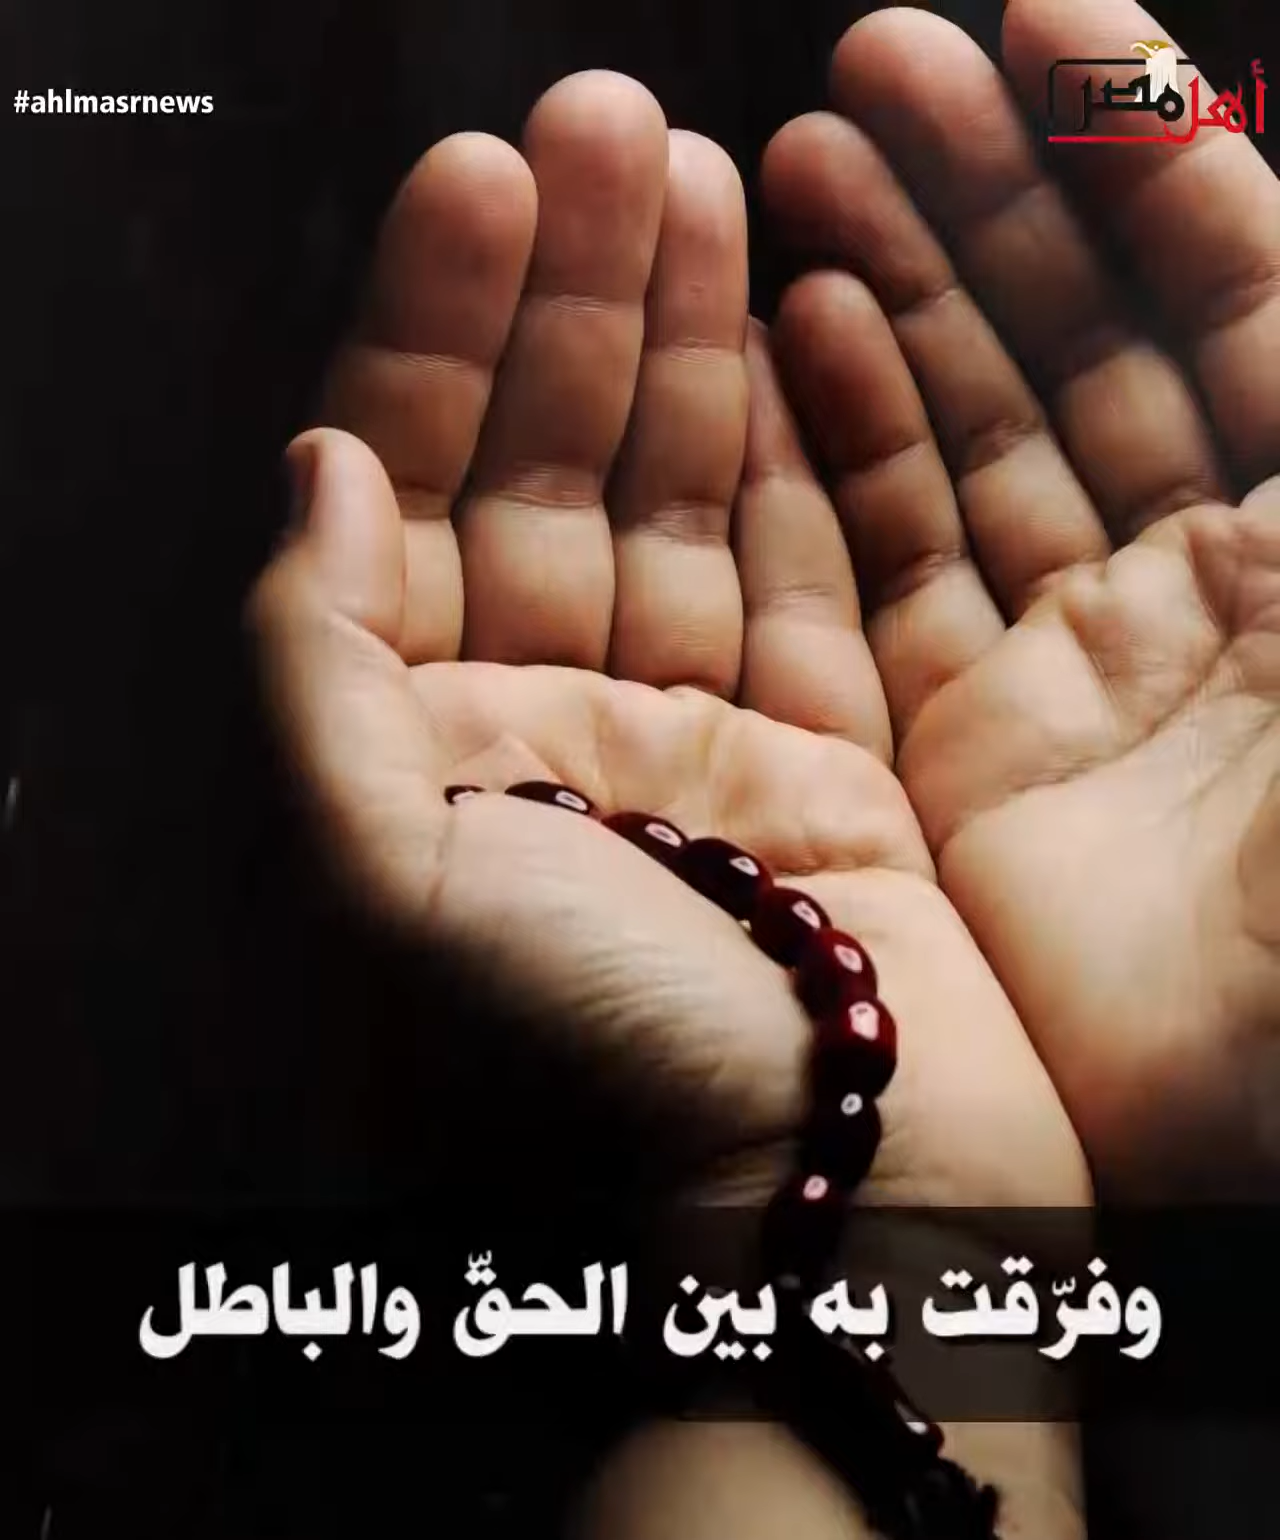 #ahlmasrnews
أهل مصر
وفرّقت به بين الحقّ والباطل